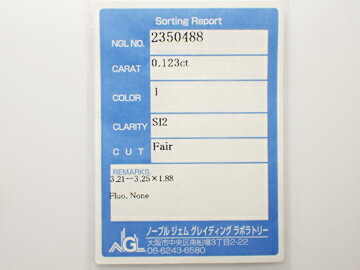 Sorting Report
NGL NO. 2350488
CARAT 0.123ct
COLOR I
CLARITY SI2
CUT Fair
REMARKS.
3.21--3.25×1.88
Fluo. None
NGL ノーブル ジェム グレイディング ラボラトリー
大阪市中央区南船場3丁目2-22
06-6243-6580